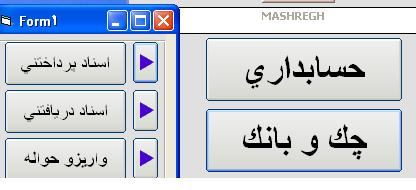 Form1
MASHREGH
اسناد پرداختني
اسناد دريافتني
واريزو حواله
حسابداري
چك و بانك